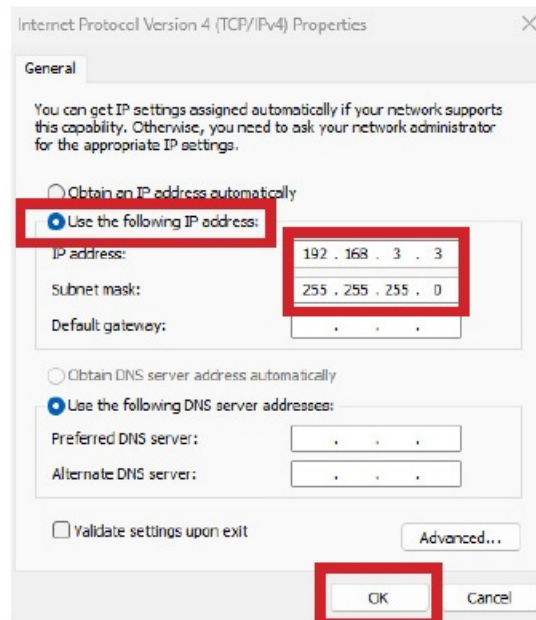 Internet Protocol Version 4 (TCP/IPv4) Properties
General
You can get IP settings assigned automatically if your network supports
this capability. Otherwise, you need to ask your network administrator
for the appropriate IP settings.
Obtain an IP address automatically
Use the following IP address:
IP address: 192 . 168 . 3 . 3
Subnet mask: 255 . 255 . 255 . 0
Default gateway: . . .
Obtain DNS server address automatically
Use the following DNS server addresses:
Preferred DNS server: . . .
Alternate DNS server: . . .
Validate settings upon exit
Advanced...
OK Cancel